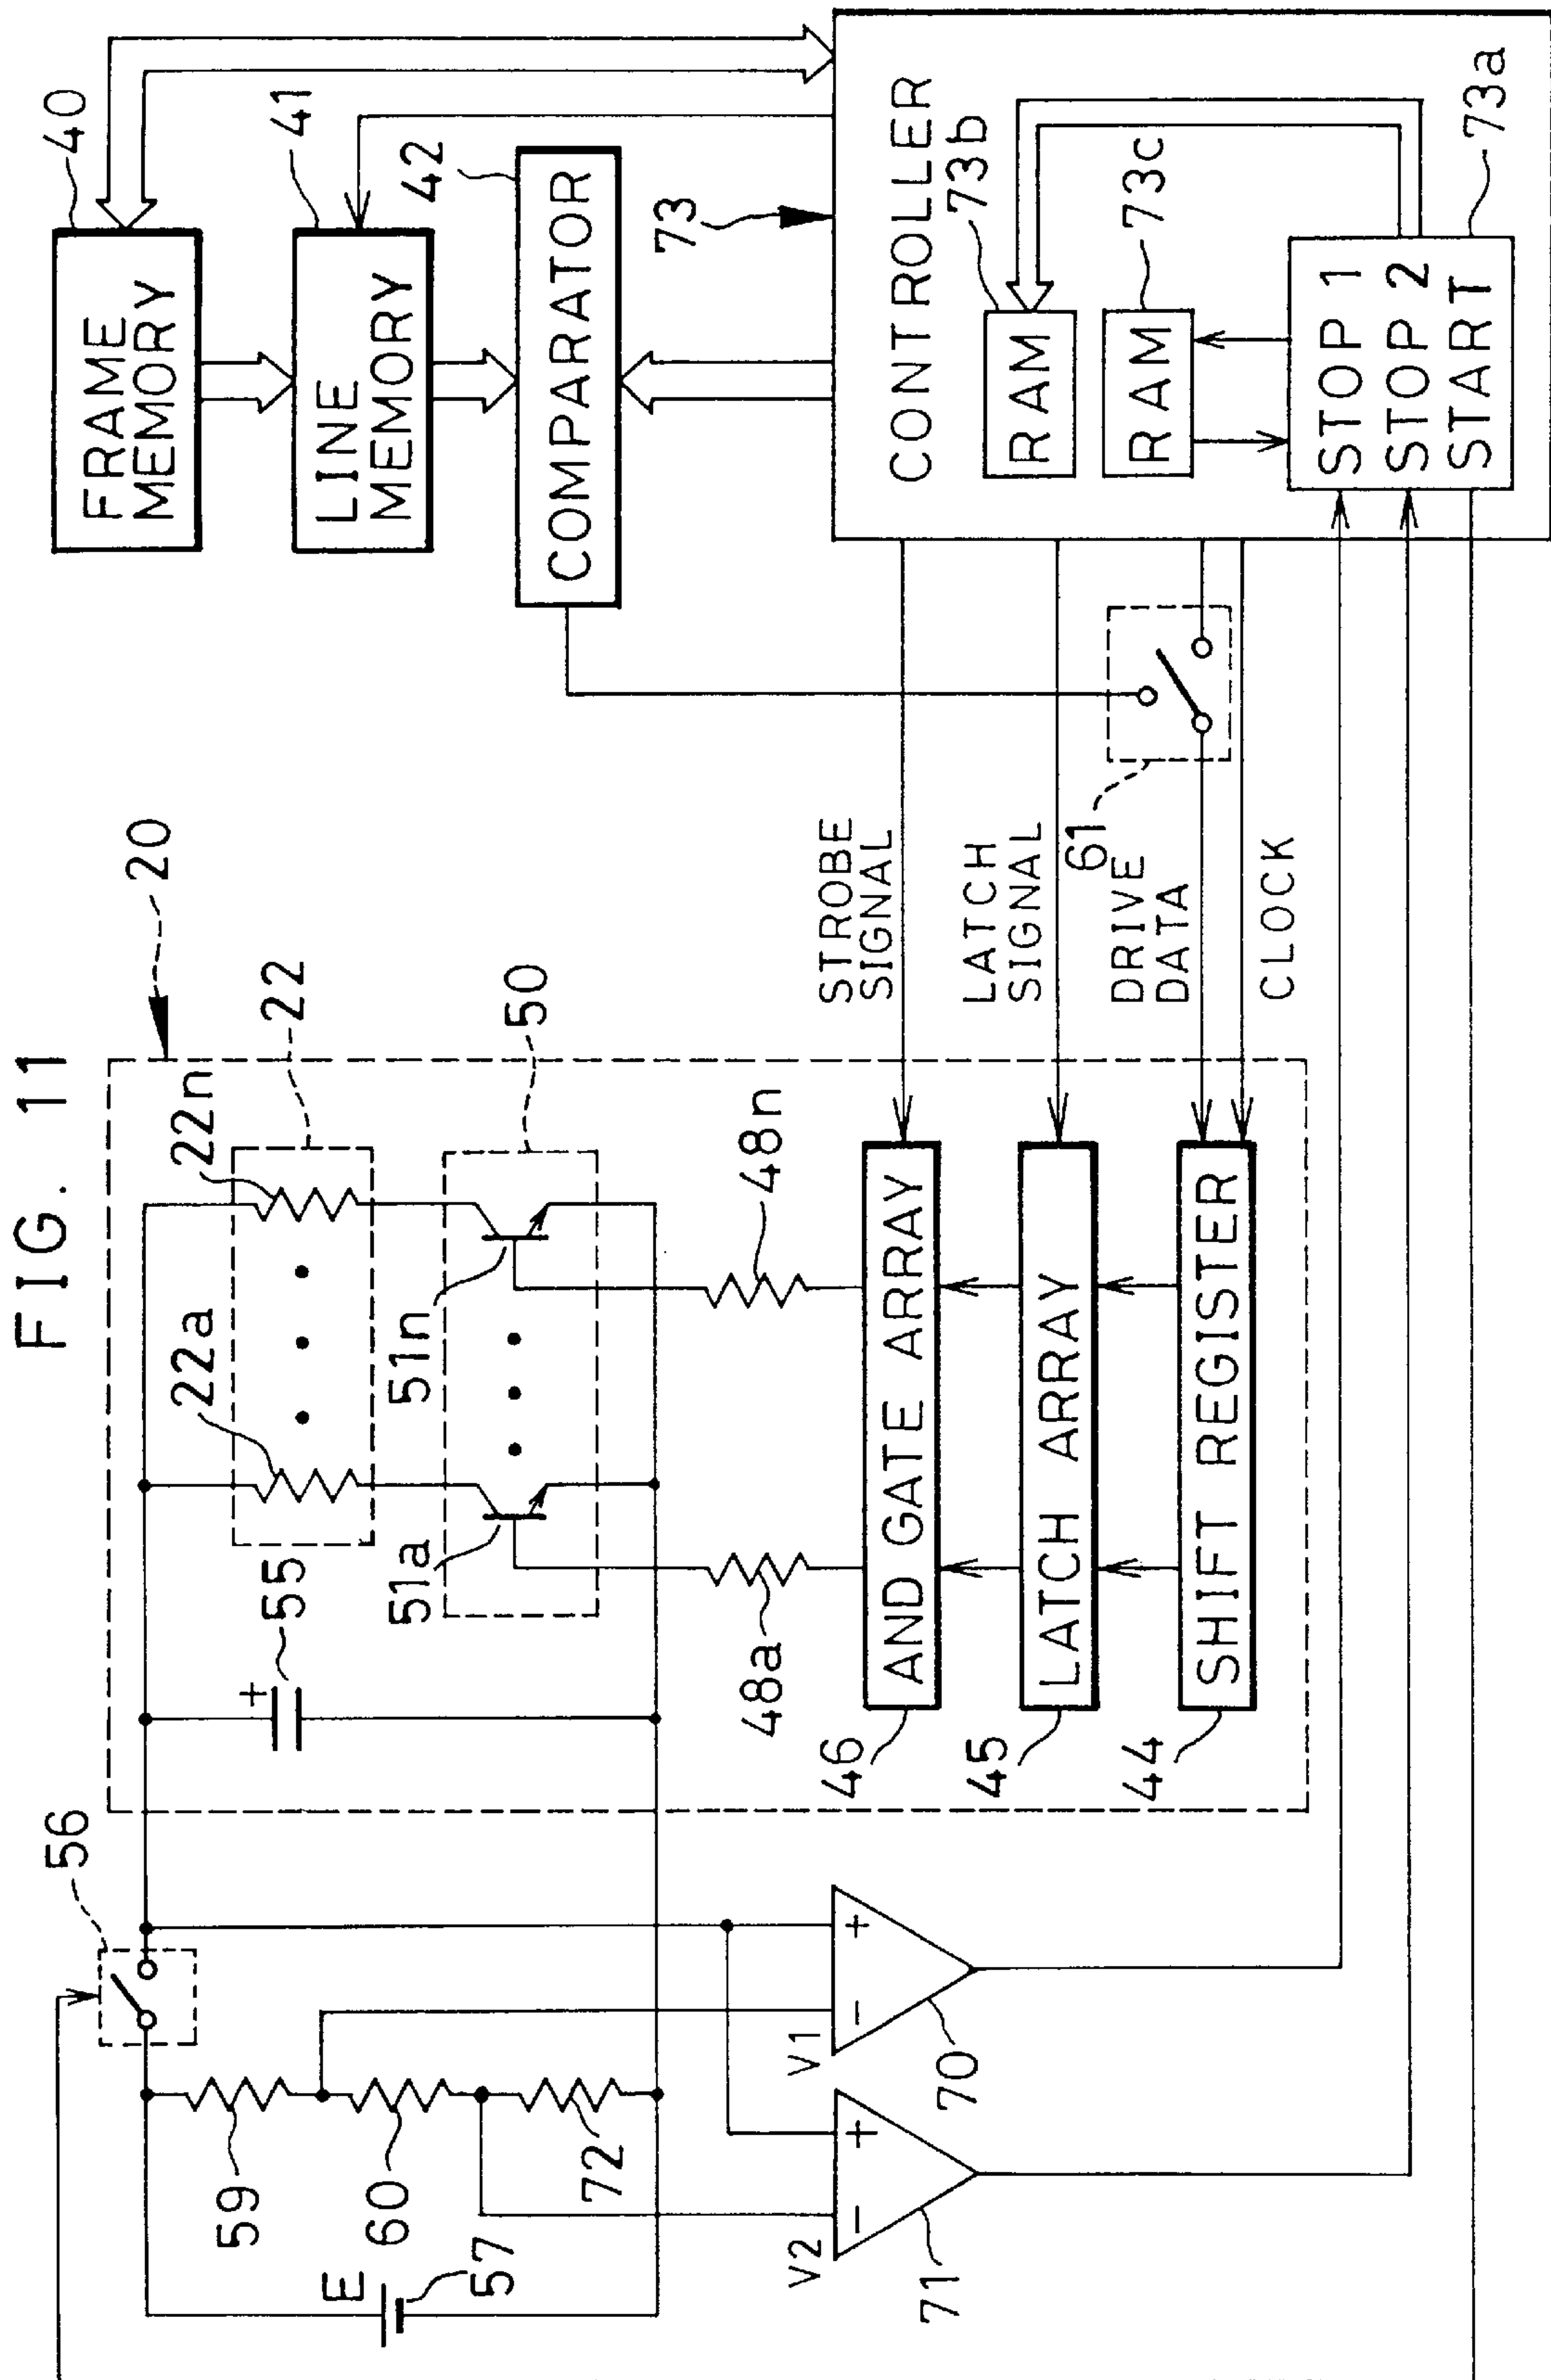 FIG. 11
56
E
57
59
60
72
V1
V2
70
71
20
55
+
22a
22n
22
51a
51n
50
48a
48n
46
AND GATE ARRAY
45
LATCH ARRAY
44
SHIFT REGISTER
+
−
+
−
STROBE
SIGNAL
LATCH
SIGNAL
61
DRIVE
DATA
CLOCK
FRAME
MEMORY
40
LINE
MEMORY
41
COMPARATOR
42
73
CONTROLLER
RAM
73b
RAM
73c
STOP 1
STOP 2
START
73a